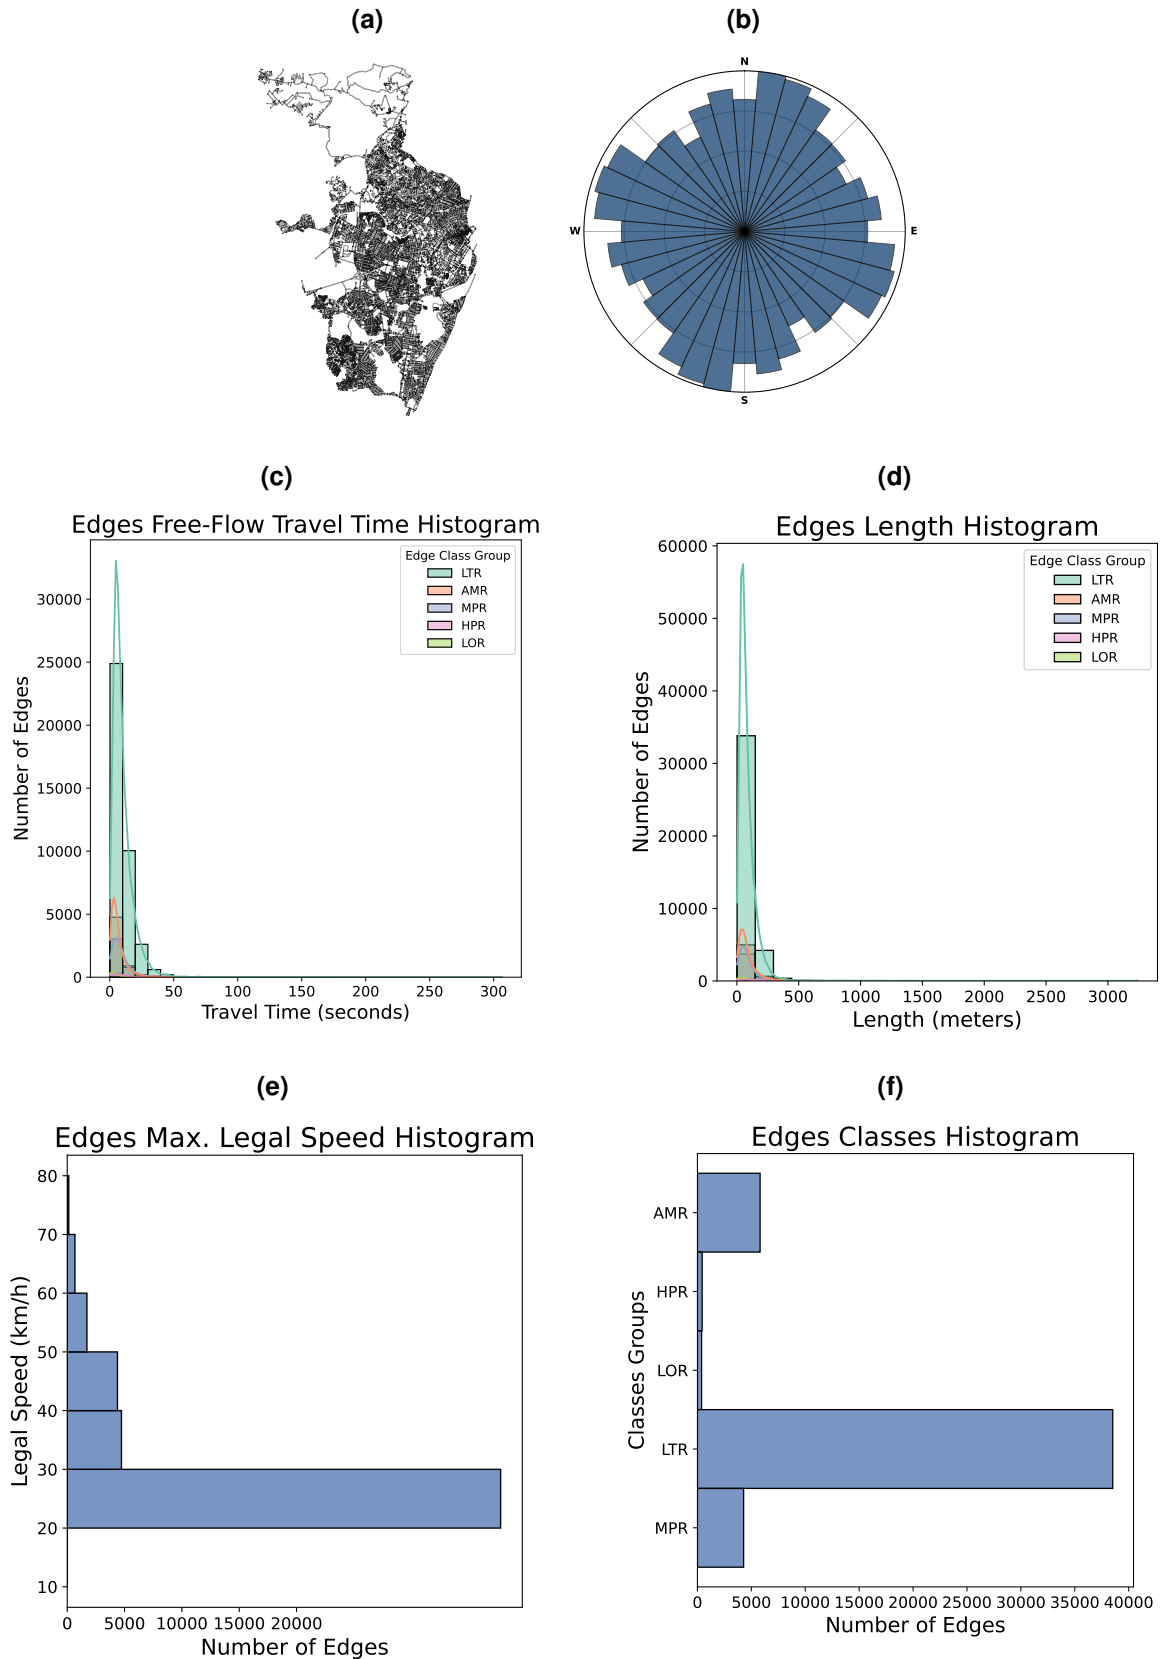 (a)
(b)
N
W
E
S
(c)
(d)
Edges Free-Flow Travel Time Histogram
Edge Class Group
LTR
AMR
MPR
HPR
LOR
Number of Edges
30000
25000
20000
15000
10000
5000
0
0 50 100 150 200 250 300
Travel Time (seconds)
Edges Length Histogram
Edge Class Group
LTR
AMR
MPR
HPR
LOR
Number of Edges
60000
50000
40000
30000
20000
10000
0
0 500 1000 1500 2000 2500 3000
Length (meters)
(e)
(f)
Edges Max. Legal Speed Histogram
Legal Speed (km/h)
80
70
60
50
40
30
20
10
0 5000 10000 15000 20000
Number of Edges
Edges Classes Histogram
Classes Groups
AMR
HPR
LOR
LTR
MPR
0 5000 10000 15000 20000 25000 30000 35000 40000
Number of Edges